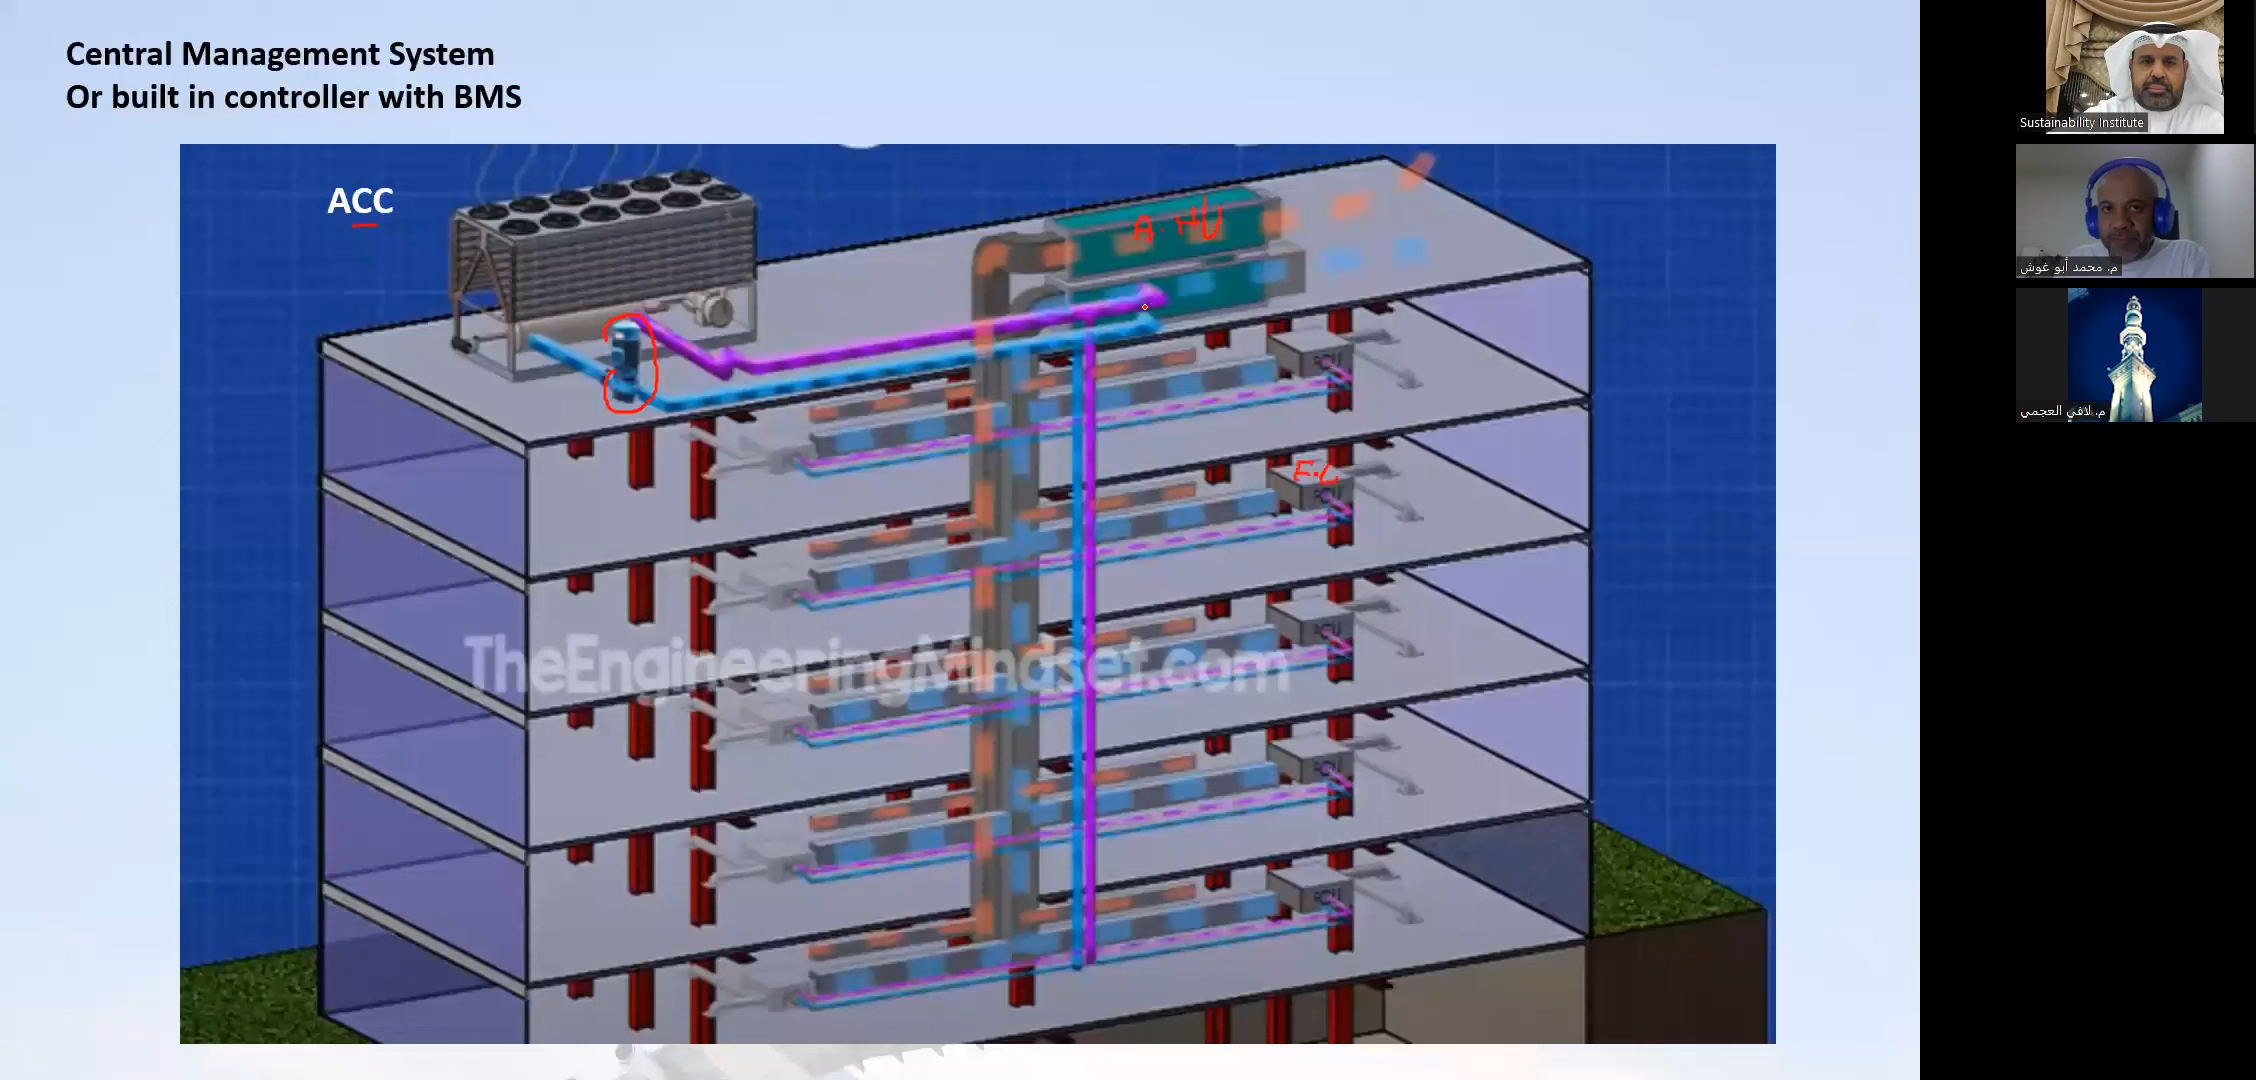 Central Management System
Or built in controller with BMS
ACC
A.HU
F.C
TheEngineeringMindset.com
Sustainability Institute
م. محمد أبو غوش
م. لافي العجمي